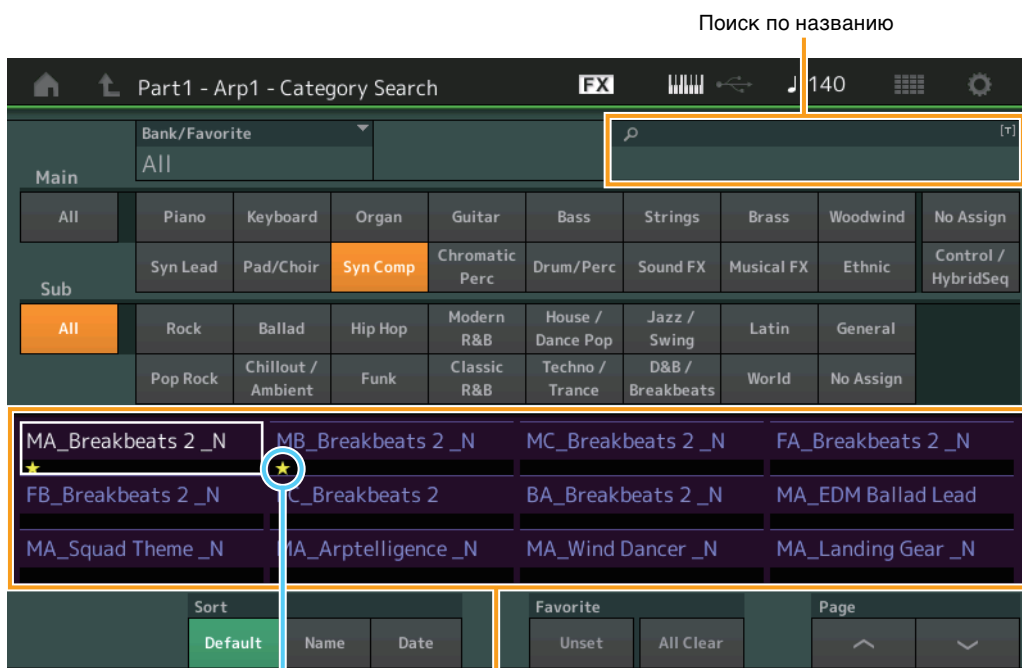 Поиск по названию
Part1 - Arp1 - Category Search FX 140
Bank/Favorite [T]
All
Main
All Piano Keyboard Organ Guitar Bass Strings Brass Woodwind No Assign
Syn Lead Pad/Choir Syn Comp Chromatic Perc Drum/Perc Sound FX Musical FX Ethnic Control / HybridSeq
Sub
All Rock Ballad Hip Hop Modern R&B House / Dance Pop Jazz / Swing Latin General
Pop Rock Chillout / Ambient Funk Classic R&B Techno / Trance D&B / Breakbeats World No Assign
MA_Breakbeats 2 _N MB_Breakbeats 2 _N MC_Breakbeats 2 _N FA_Breakbeats 2 _N
FB_Breakbeats 2 _N C_Breakbeats 2 BA_Breakbeats 2 _N MA_EDM Ballad Lead
MA_Squad Theme _N MA_Arptelligence _N MA_Wind Dancer _N MA_Landing Gear _N
Sort Favorite Page
Default Name Date Unset All Clear